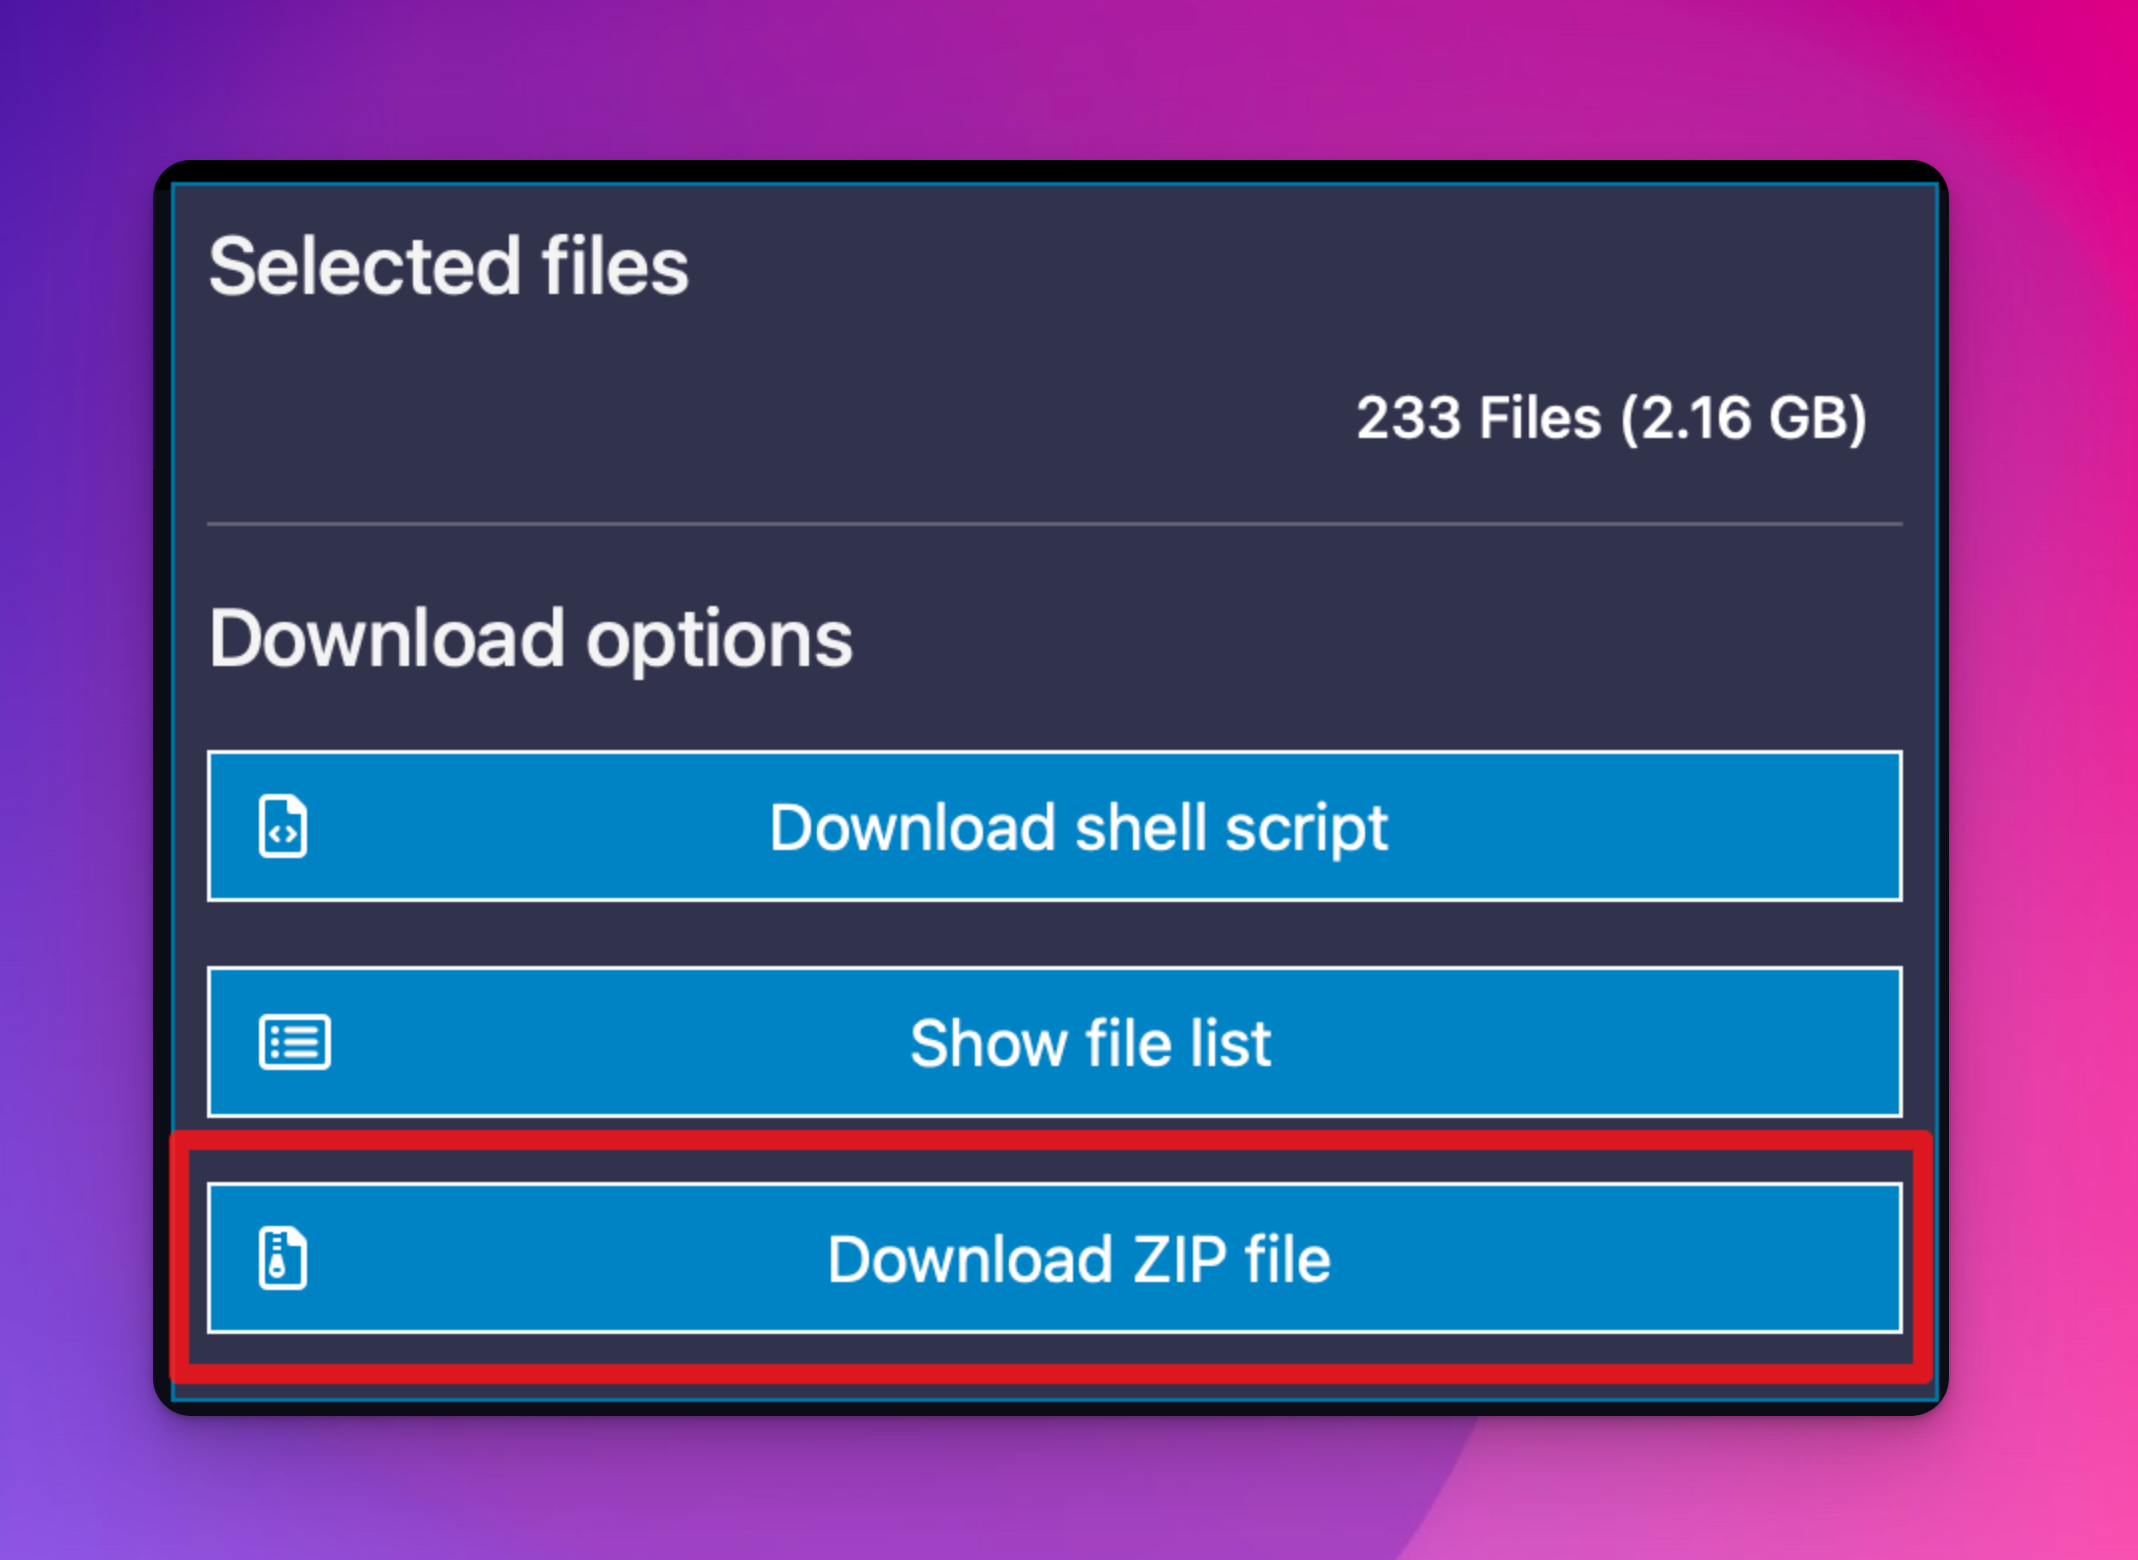 Selected files
233 Files (2.16 GB)
Download options
Download shell script
Show file list
Download ZIP file